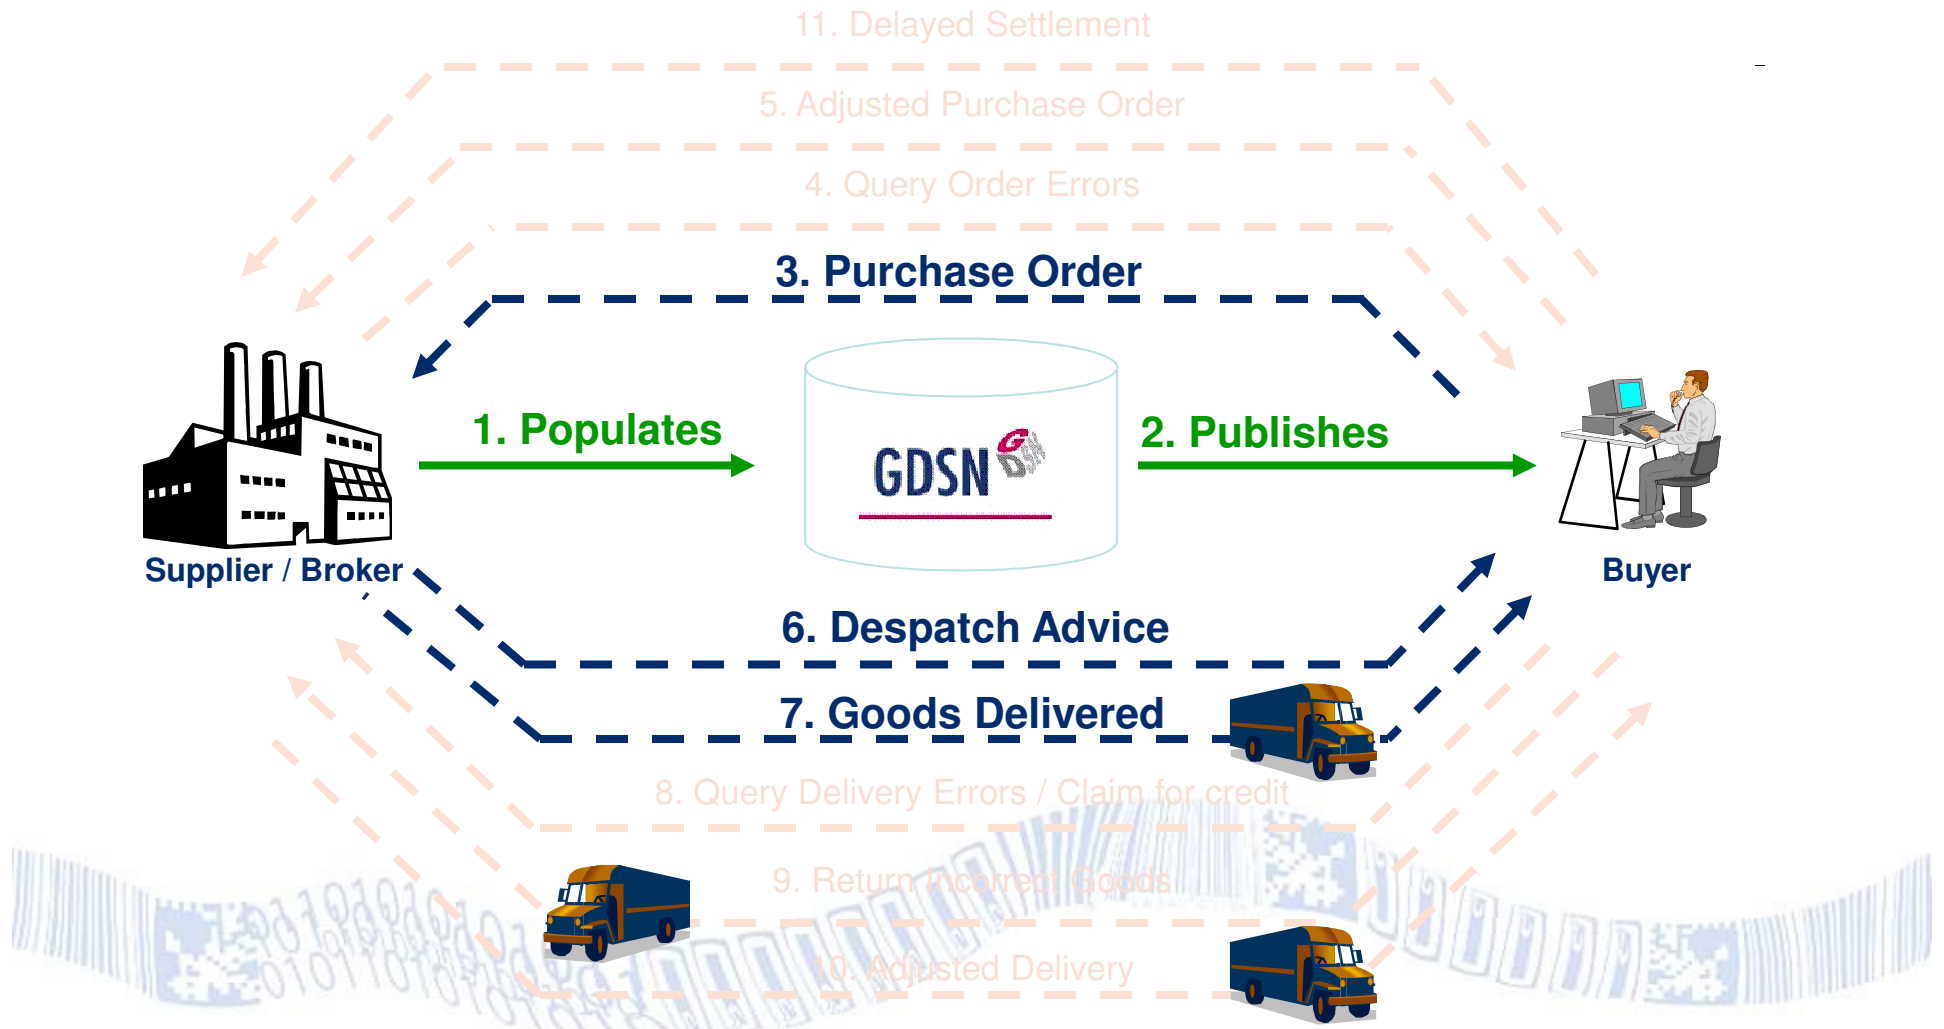 11. Delayed Settlement
5. Adjusted Purchase Order
4. Query Order Errors
3. Purchase Order
1. Populates
2. Publishes
GDSN
G
D
SN
Supplier / Broker
Buyer
6. Despatch Advice
7. Goods Delivered
8. Query Delivery Errors / Claim for credit
9. Return Incorrect Goods
10. Adjusted Delivery